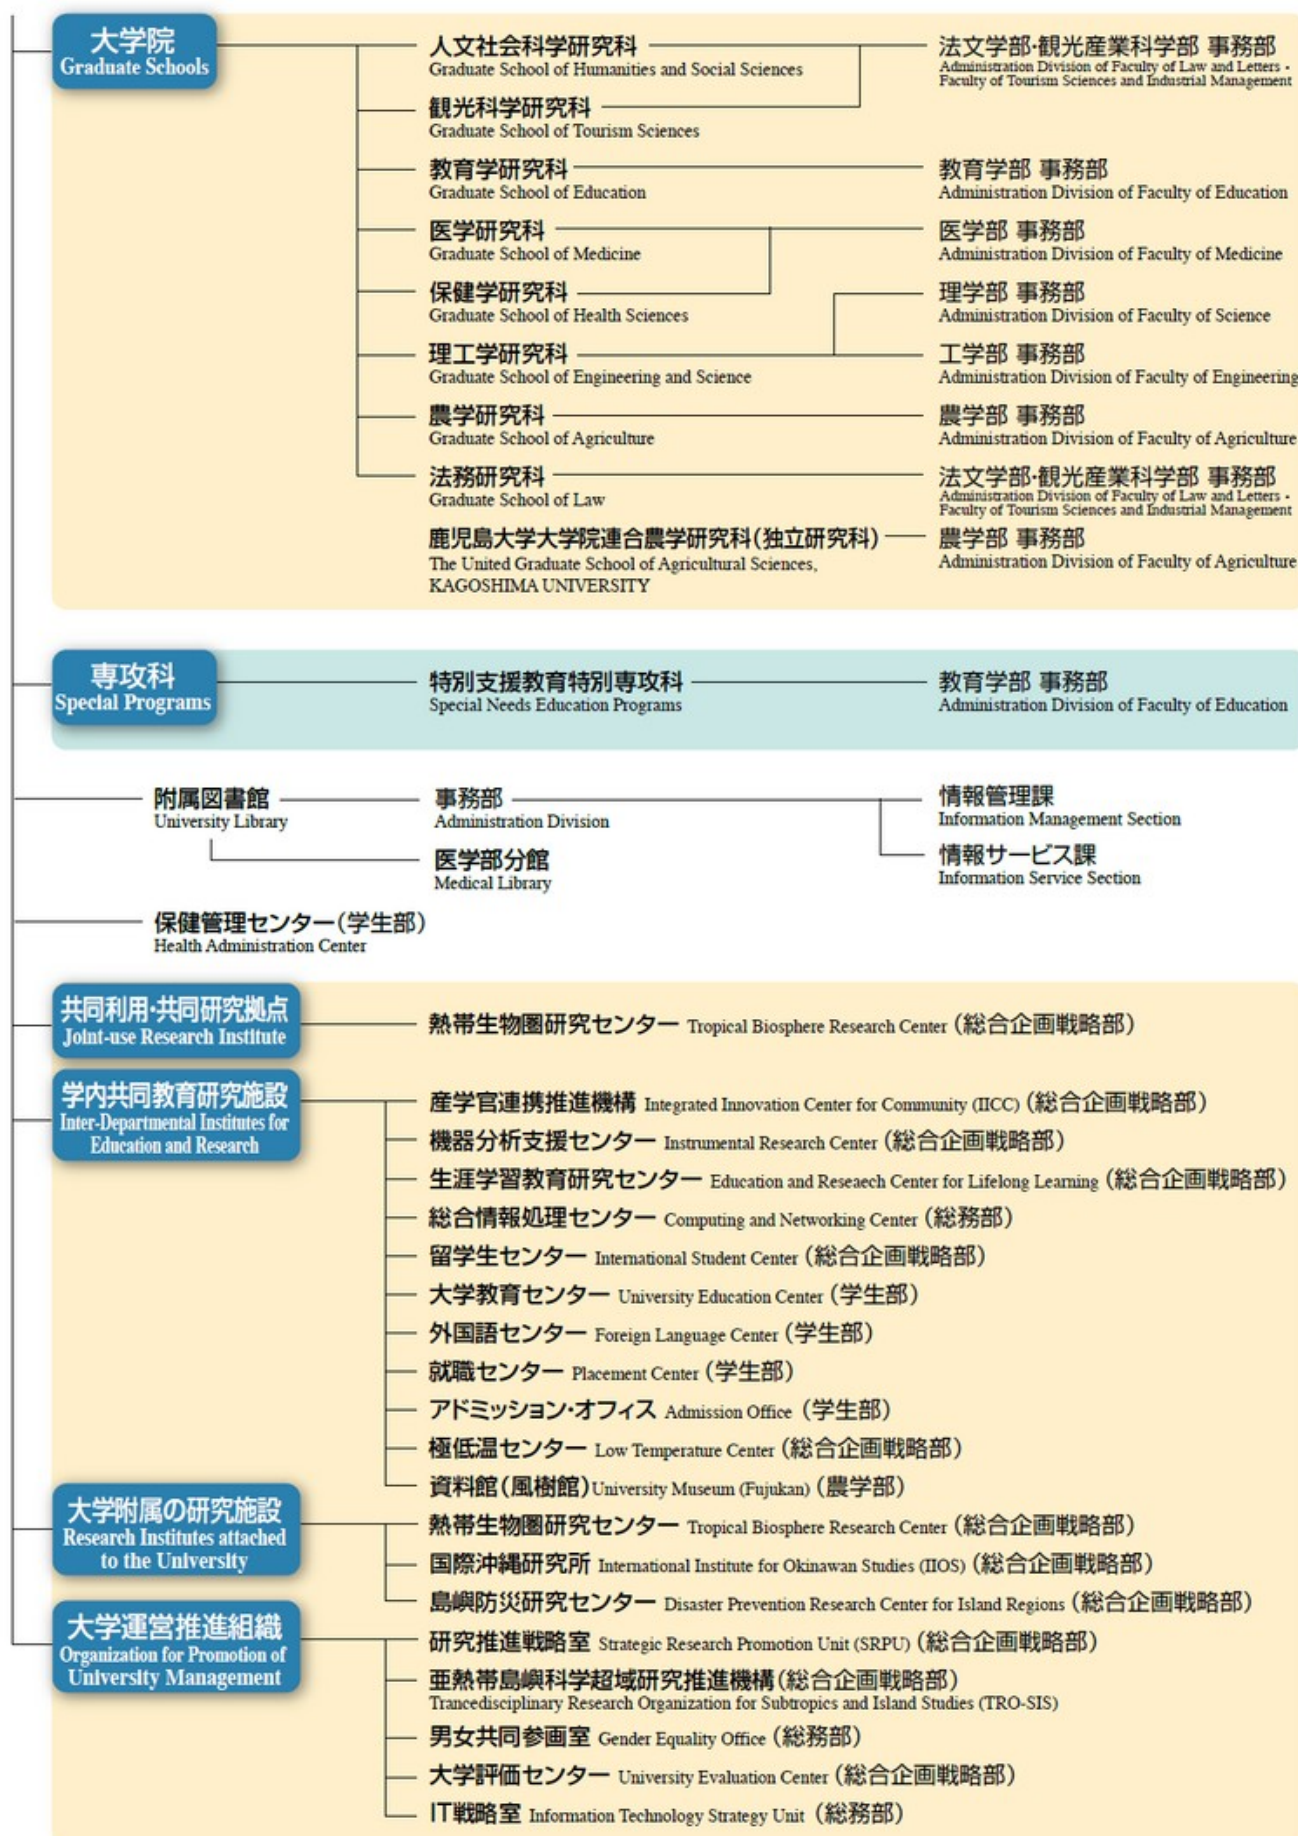 大学院
Graduate Schools
人文社会科学研究科
Graduate School of Humanities and Social Sciences
法文学部・観光産業科学部 事務部
Administration Division of Faculty of Law and Letters・
Faculty of Tourism Sciences and Industrial Management
観光科学研究科
Graduate School of Tourism Sciences
教育学研究科
Graduate School of Education
教育学部 事務部
Administration Division of Faculty of Education
医学研究科
Graduate School of Medicine
医学部 事務部
Administration Division of Faculty of Medicine
保健学研究科
Graduate School of Health Sciences
理学部 事務部
Administration Division of Faculty of Science
理工学研究科
Graduate School of Engineering and Science
工学部 事務部
Administration Division of Faculty of Engineering
農学研究科
Graduate School of Agriculture
農学部 事務部
Administration Division of Faculty of Agriculture
法務研究科
Graduate School of Law
法文学部・観光産業科学部 事務部
Administration Division of Faculty of Law and Letters・
Faculty of Tourism Sciences and Industrial Management
鹿児島大学大学院連合農学研究科(独立研究科)
The United Graduate School of Agricultural Sciences,
KAGOSHIMA UNIVERSITY
農学部 事務部
Administration Division of Faculty of Agriculture
専攻科
Special Programs
特別支援教育特別専攻科
Special Needs Education Programs
教育学部 事務部
Administration Division of Faculty of Education
附属図書館
University Library
事務部
Administration Division
情報管理課
Information Management Section
医学部分館
Medical Library
情報サービス課
Information Service Section
保健管理センター(学生部)
Health Administration Center
共同利用・共同研究拠点
Joint-use Research Institute
熱帯生物圏研究センター Tropical Biosphere Research Center (総合企画戦略部)
学内共同教育研究施設
Inter-Departmental Institutes for
Education and Research
産学官連携推進機構 Integrated Innovation Center for Community (IICC) (総合企画戦略部)
機器分析支援センター Instrumental Research Center (総合企画戦略部)
生涯学習教育研究センター Education and Reseaech Center for Lifelong Learning (総合企画戦略部)
総合情報処理センター Computing and Networking Center (総務部)
留学生センター International Student Center (総合企画戦略部)
大学教育センター University Education Center (学生部)
外国語センター Foreign Language Center (学生部)
就職センター Placement Center (学生部)
アドミッション・オフィス Admission Office (学生部)
極低温センター Low Temperature Center (総合企画戦略部)
資料館(風樹館) University Museum (Fujukan) (農学部)
大学附属の研究施設
Research Institutes attached
to the University
熱帯生物圏研究センター Tropical Biosphere Research Center (総合企画戦略部)
国際沖縄研究所 International Institute for Okinawan Studies (IIOS) (総合企画戦略部)
島嶼防災研究センター Disaster Prevention Research Center for Island Regions (総合企画戦略部)
大学運営推進組織
Organization for Promotion of
University Management
研究推進戦略室 Strategic Research Promotion Unit (SRPU) (総合企画戦略部)
亜熱帯島嶼科学超域研究推進機構(総合企画戦略部)
Trancedisciplinary Research Organization for Subtropics and Island Studies (TRO-SIS)
男女共同参画室 Gender Equality Office (総務部)
大学評価センター University Evaluation Center (総合企画戦略部)
IT戦略室 Information Technology Strategy Unit (総務部)